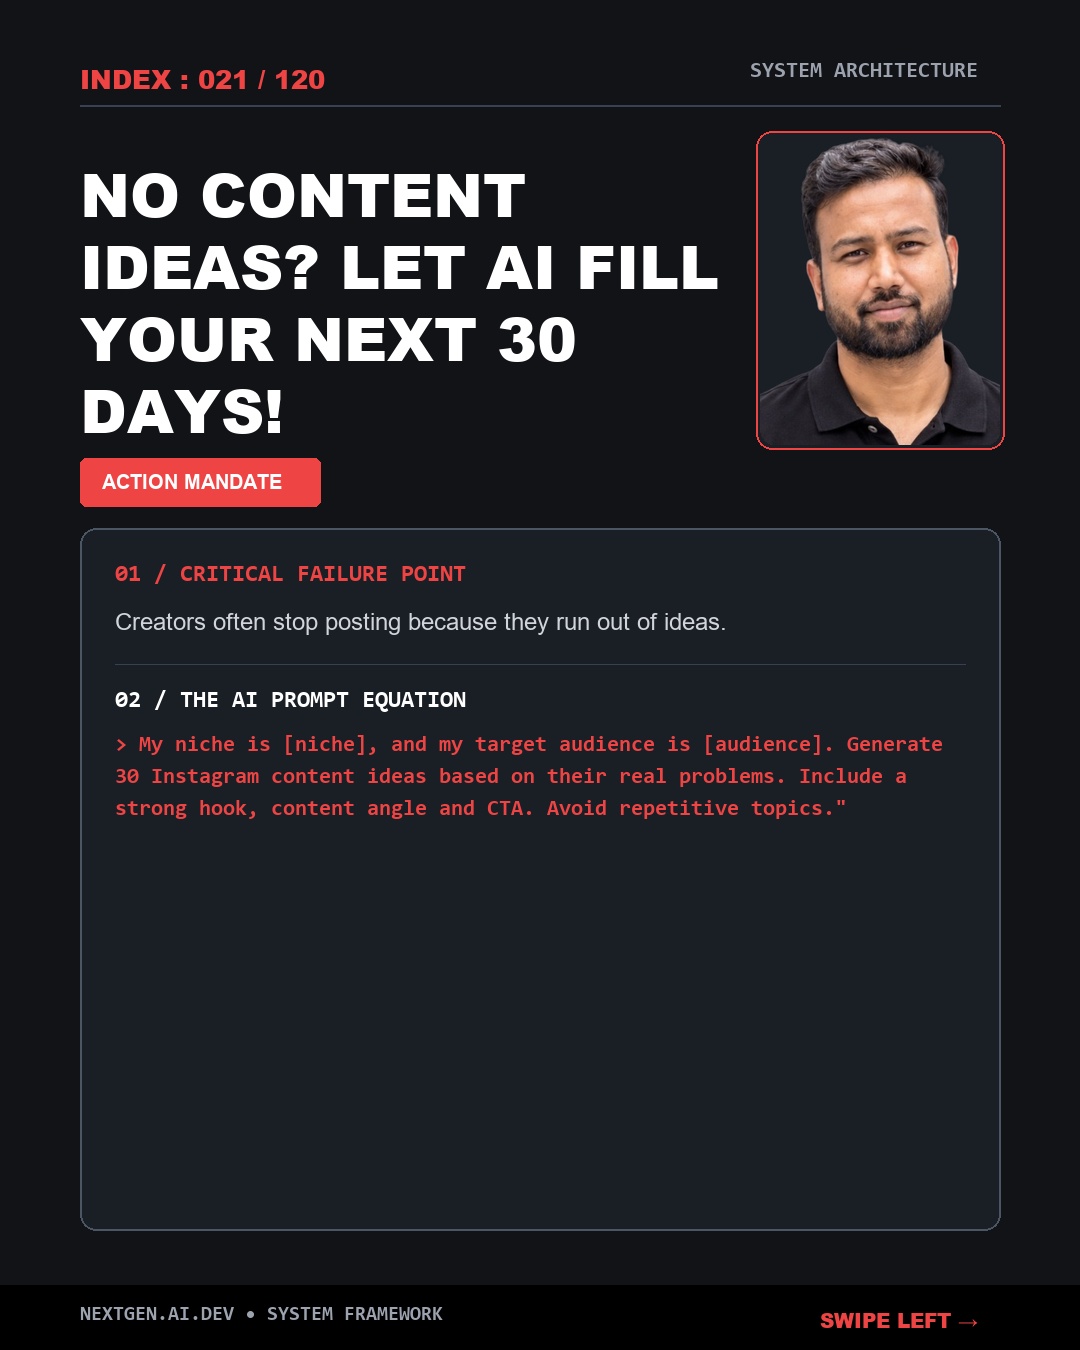 INDEX : 021 / 120
SYSTEM ARCHITECTURE
NO CONTENT
IDEAS? LET AI FILL
YOUR NEXT 30
DAYS!
ACTION MANDATE
01 / CRITICAL FAILURE POINT
Creators often stop posting because they run out of ideas.
02 / THE AI PROMPT EQUATION
> My niche is [niche], and my target audience is [audience]. Generate
30 Instagram content ideas based on their real problems. Include a
strong hook, content angle and CTA. Avoid repetitive topics."
NEXTGEN.AI.DEV • SYSTEM FRAMEWORK
SWIPE LEFT →